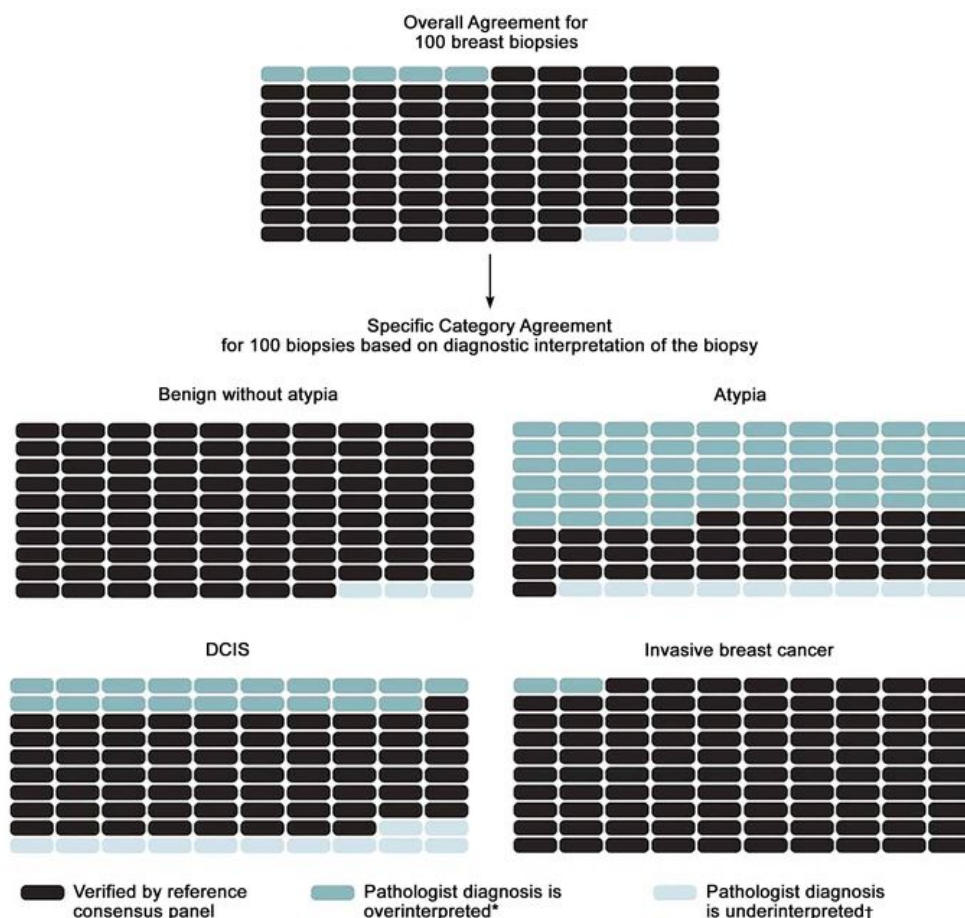 Overall Agreement for
100 breast biopsies
Specific Category Agreement
for 100 biopsies based on diagnostic interpretation of the biopsy
Benign without atypia
Atypia
DCIS
Invasive breast cancer
Verified by reference
consensus panel
Pathologist diagnosis is
overinterpreted*
Pathologist diagnosis
is underinterpreted†